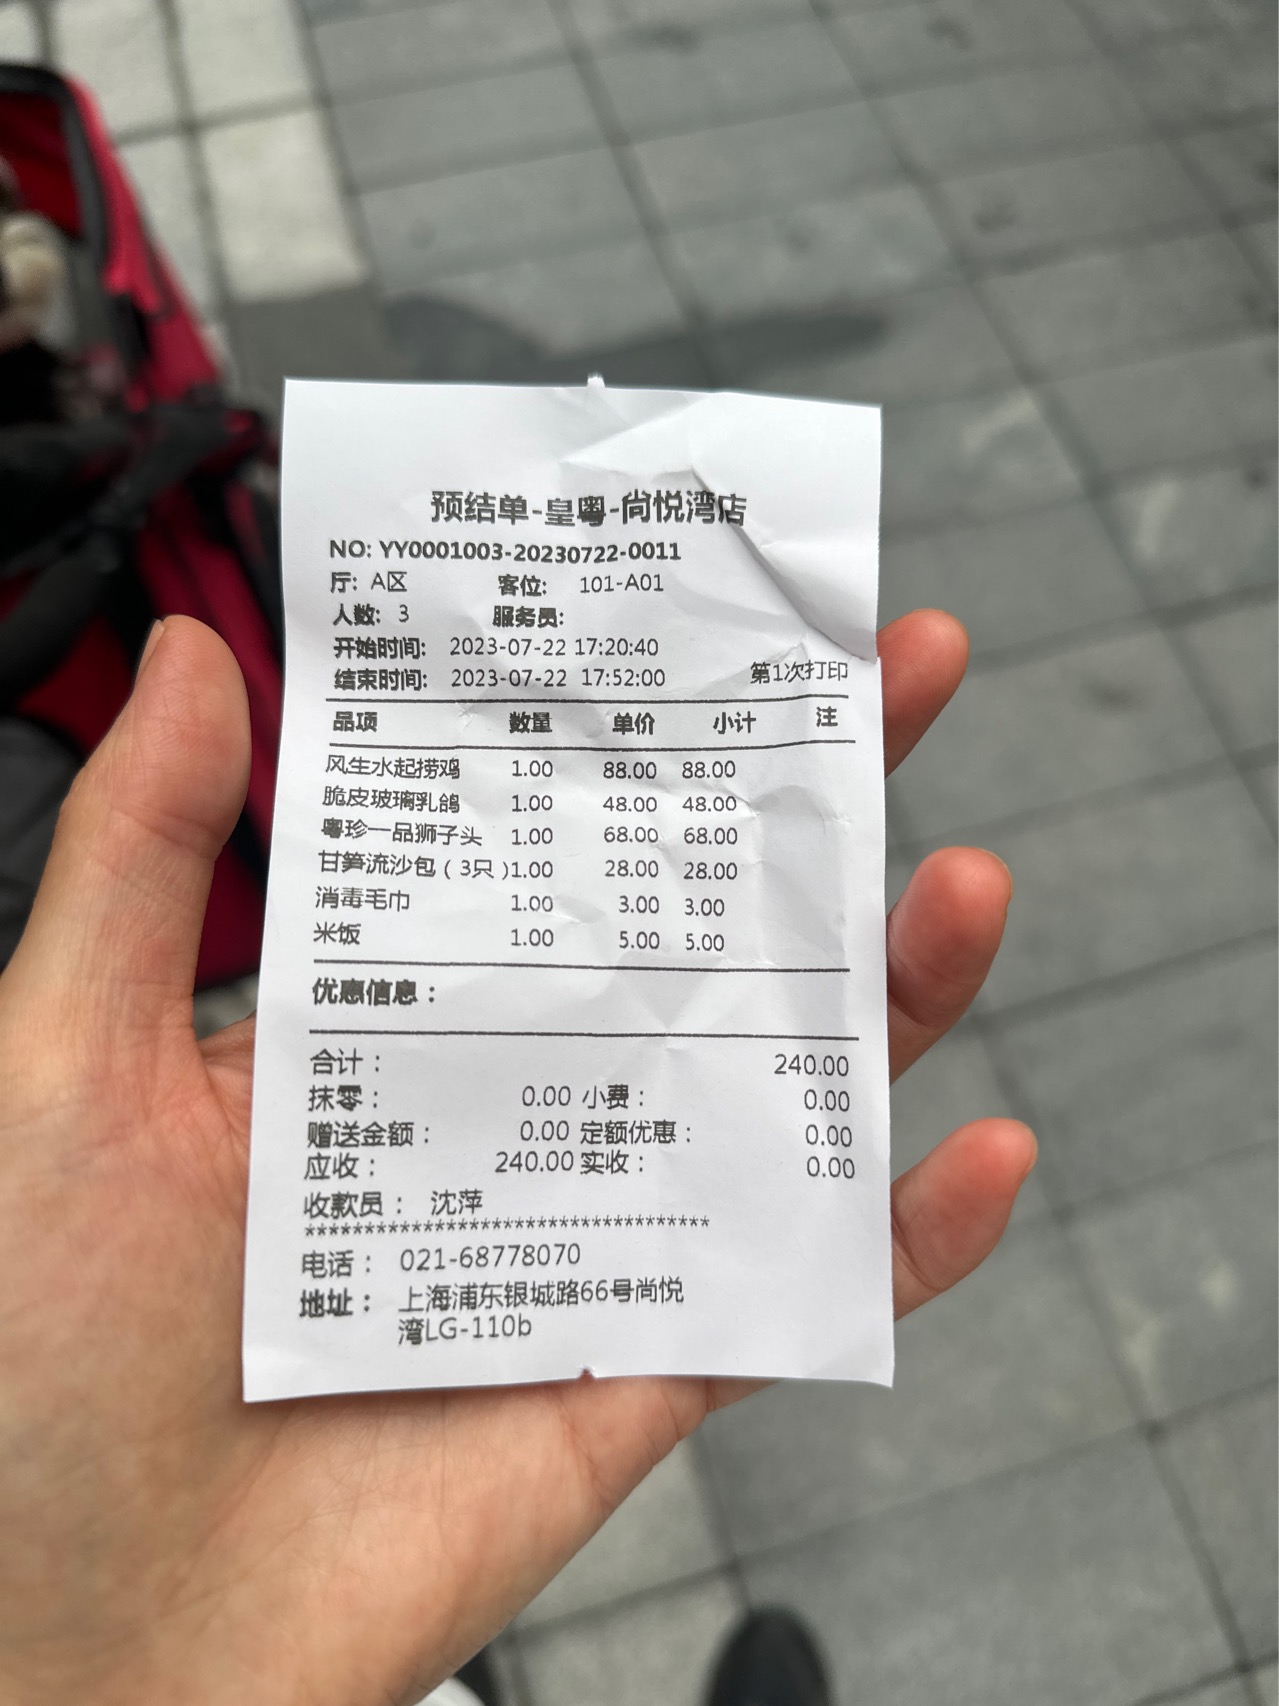 预结单-皇粤-尚悦湾店
NO: YY0001003-20230722-0011
厅: A区 客位: 101-A01
人数: 3 服务员:
开始时间: 2023-07-22 17:20:40
结束时间: 2023-07-22 17:52:00 第1次打印
品项 数量 单价 小计 注
风生水起捞鸡 1.00 88.00 88.00
脆皮玻璃乳鸽 1.00 48.00 48.00
粤珍一品狮子头 1.00 68.00 68.00
甘笋流沙包（3只）1.00 28.00 28.00
消毒毛巾 1.00 3.00 3.00
米饭 1.00 5.00 5.00
优惠信息：
合计： 240.00
抹零： 0.00 小费： 0.00
赠送金额： 0.00 定额优惠： 0.00
应收： 240.00 实收： 0.00
收款员： 沈萍
************************************
电话： 021-68778070
地址： 上海浦东银城路66号尚悦
湾LG-110b